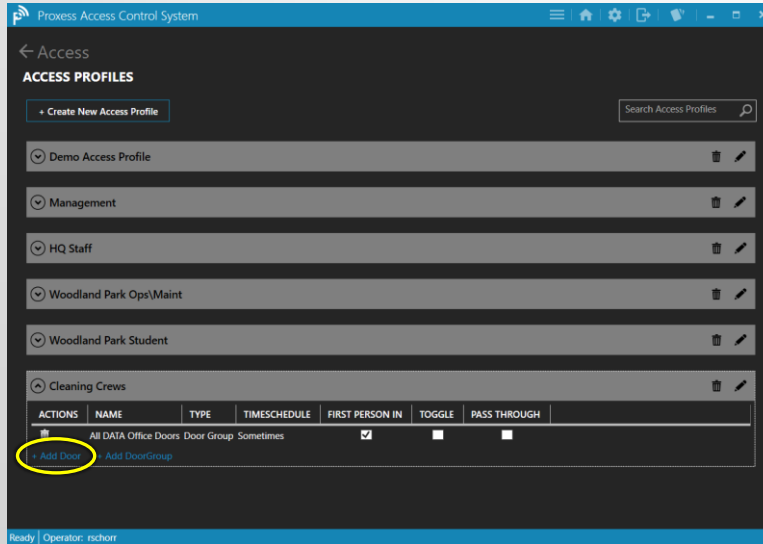 Proxess Access Control System
Access
ACCESS PROFILES
+ Create New Access Profile
Search Access Profiles
Demo Access Profile
Management
HQ Staff
Woodland Park Ops\Maint
Woodland Park Student
Cleaning Crews
ACTIONS NAME TYPE TIMESCHEDULE FIRST PERSON IN TOGGLE PASS THROUGH
All DATA Office Doors Door Group Sometimes
+ Add Door + Add DoorGroup
Ready Operator: rschorr